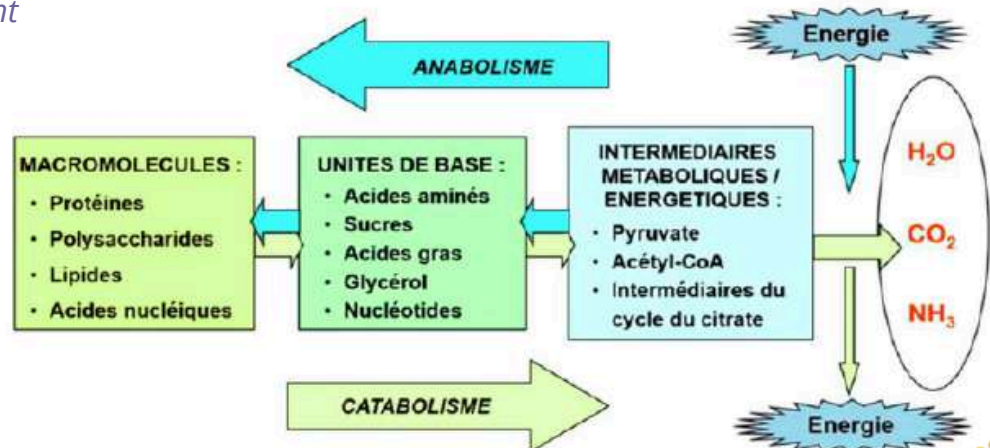 nt
Energie
ANABOLISME
MACROMOLECULES :
• Protéines
• Polysaccharides
• Lipides
• Acides nucléiques
UNITES DE BASE :
• Acides aminés
• Sucres
• Acides gras
• Glycérol
• Nucléotides
INTERMEDIAIRES
METABOLIQUES /
ENERGETIQUES :
• Pyruvate
• Acétyl-CoA
• Intermédiaires du
cycle du citrate
H₂O
CO₂
NH₃
CATABOLISME
Energie